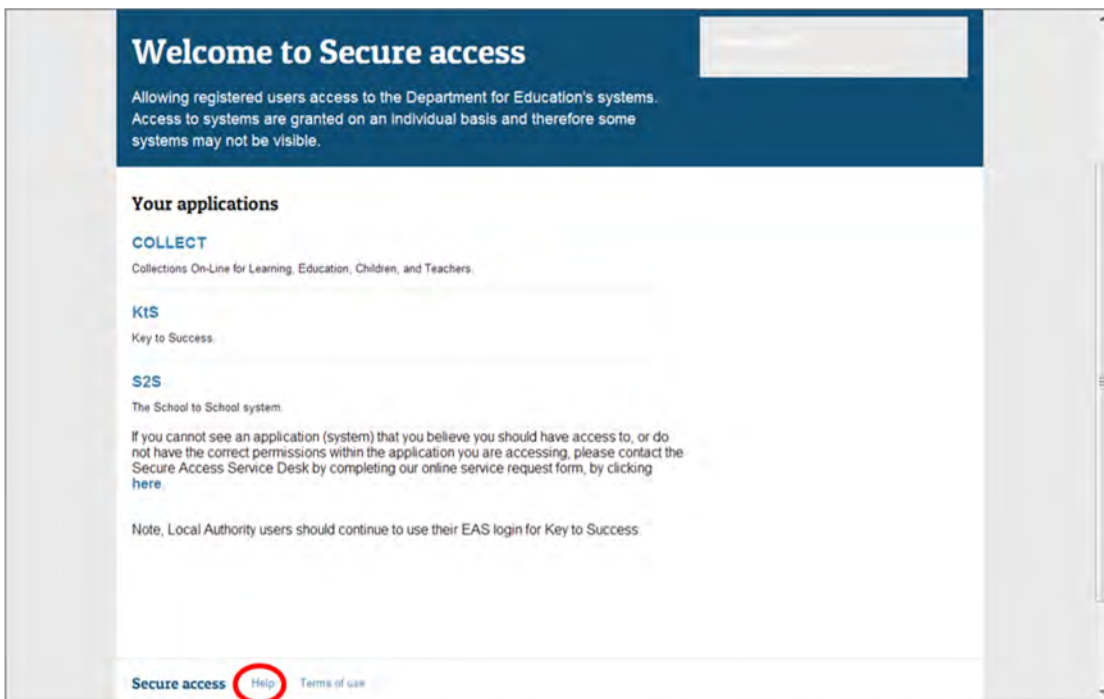 Welcome to Secure access
Allowing registered users access to the Department for Education's systems.
Access to systems are granted on an individual basis and therefore some
systems may not be visible.
Your applications
COLLECT
Collections On-Line for Learning, Education, Children, and Teachers.
KtS
Key to Success.
S2S
The School to School system.
If you cannot see an application (system) that you believe you should have access to, or do
not have the correct permissions within the application you are accessing, please contact the
Secure Access Service Desk by completing our online service request form, by clicking
here.
Note, Local Authority users should continue to use their EAS login for Key to Success.
Secure access Help Terms of use